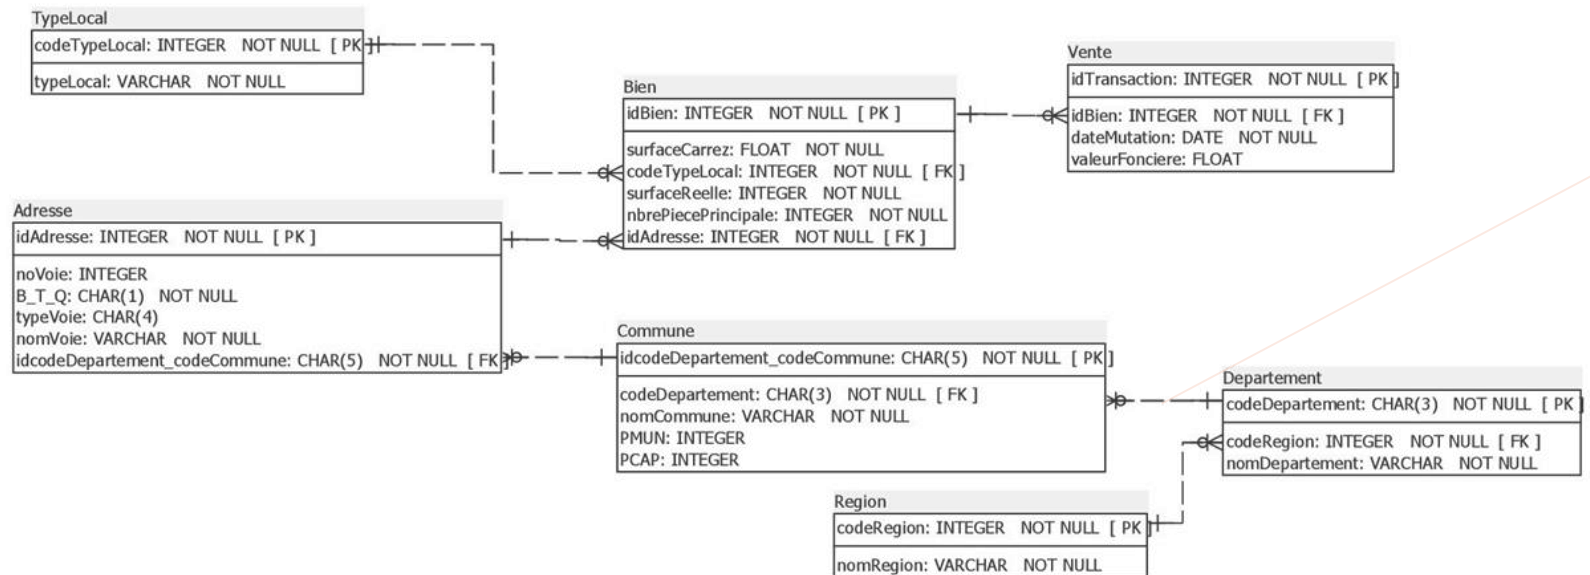 TypeLocal
codeTypeLocal: INTEGER NOT NULL [ PK ]
typeLocal: VARCHAR NOT NULL
Bien
idBien: INTEGER NOT NULL [ PK ]
surfaceCarrez: FLOAT NOT NULL
codeTypeLocal: INTEGER NOT NULL [ FK ]
surfaceReelle: INTEGER NOT NULL
nbrePiecePrincipale: INTEGER NOT NULL
idAdresse: INTEGER NOT NULL [ FK ]
Vente
idTransaction: INTEGER NOT NULL [ PK ]
idBien: INTEGER NOT NULL [ FK ]
dateMutation: DATE NOT NULL
valeurFonciere: FLOAT
Adresse
idAdresse: INTEGER NOT NULL [ PK ]
noVoie: INTEGER
B_T_Q: CHAR(1) NOT NULL
typeVoie: CHAR(4)
nomVoie: VARCHAR NOT NULL
idcodeDepartement_codeCommune: CHAR(5) NOT NULL [ FK ]
Commune
idcodeDepartement_codeCommune: CHAR(5) NOT NULL [ PK ]
codeDepartement: CHAR(3) NOT NULL [ FK ]
nomCommune: VARCHAR NOT NULL
PMUN: INTEGER
PCAP: INTEGER
Departement
codeDepartement: CHAR(3) NOT NULL [ PK ]
codeRegion: INTEGER NOT NULL [ FK ]
nomDepartement: VARCHAR NOT NULL
Region
codeRegion: INTEGER NOT NULL [ PK ]
nomRegion: VARCHAR NOT NULL